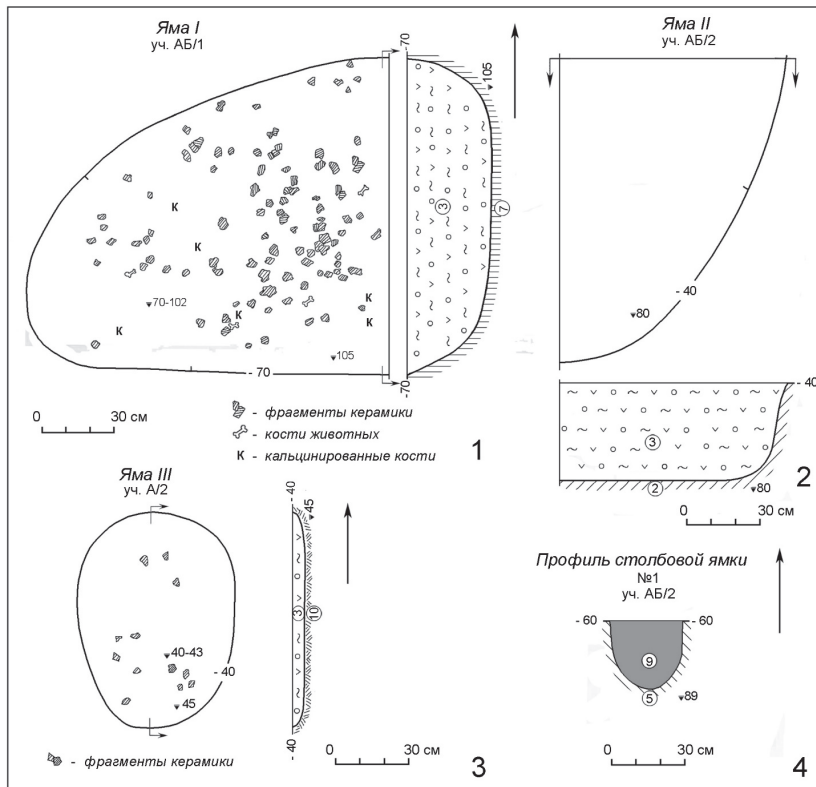 Яма I
уч. АБ/1
-70
105
3
7
К
К
К
К
К
К
70-102
105
- 70
-70
0 30 см
- фрагменты керамики
- кости животных
К - кальцинированные кости
1
Яма II
уч. АБ/2
- 40
80
- 40
3
2
80
0 30 см
2
Яма III
уч. А/2
40-43
- 40
45
- фрагменты керамики
- 40
45
3
10
- 40
0 30 см
3
Профиль столбовой ямки
№1
уч. АБ/2
- 60
- 60
9
5
89
0 30 см
4